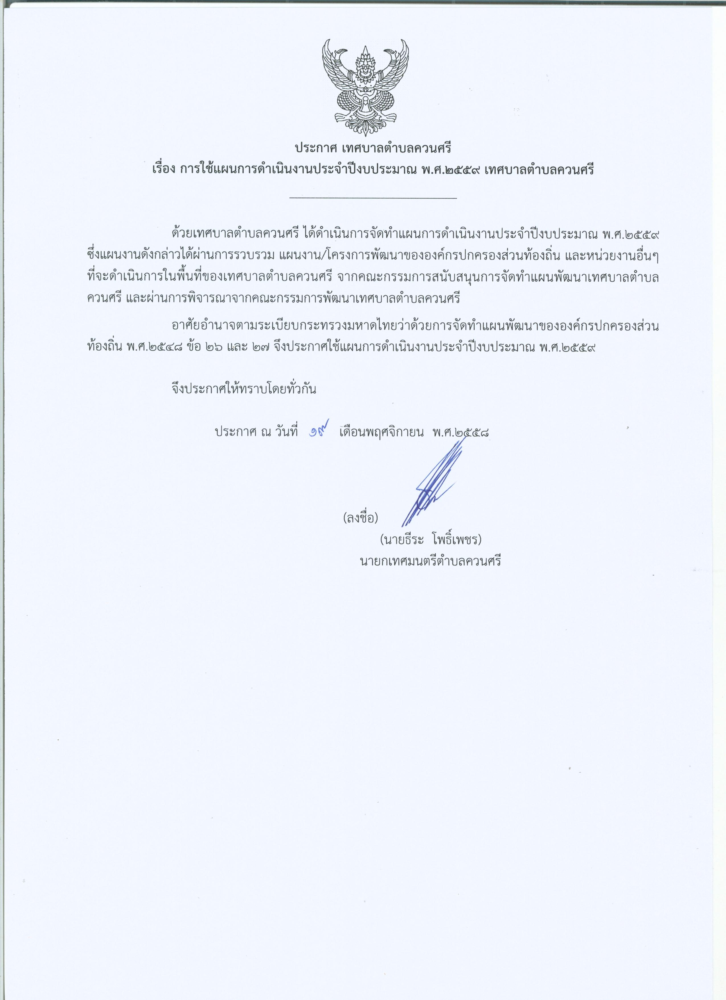 ประกาศ เทศบาลตำบลควนศรี
เรื่อง การใช้แผนการดำเนินงานประจำปีงบประมาณ พ.ศ.๒๕๕๙ เทศบาลตำบลควนศรี
ด้วยเทศบาลตำบลควนศรี ได้ดำเนินการจัดทำแผนการดำเนินงานประจำปีงบประมาณ พ.ศ.๒๕๕๙
ซึ่งแผนงานดังกล่าวได้ผ่านการรวบรวม แผนงาน/โครงการพัฒนาขององค์กรปกครองส่วนท้องถิ่น และหน่วยงานอื่นๆ
ที่จะดำเนินการในพื้นที่ของเทศบาลตำบลควนศรี จากคณะกรรมการสนับสนุนการจัดทำแผนพัฒนาเทศบาลตำบล
ควนศรี และผ่านการพิจารณาจากคณะกรรมการพัฒนาเทศบาลตำบลควนศรี
อาศัยอำนาจตามระเบียบกระทรวงมหาดไทยว่าด้วยการจัดทำแผนพัฒนาขององค์กรปกครองส่วน
ท้องถิ่น พ.ศ.๒๕๔๘ ข้อ ๒๖ และ ๒๗ จึงประกาศใช้แผนการดำเนินงานประจำปีงบประมาณ พ.ศ.๒๕๕๙
จึงประกาศให้ทราบโดยทั่วกัน
ประกาศ ณ วันที่ ๑๙ เดือนพฤศจิกายน พ.ศ.๒๕๕๘
(ลงชื่อ)
(นายธีระ โพธิ์เพชร)
นายกเทศมนตรีตำบลควนศรี